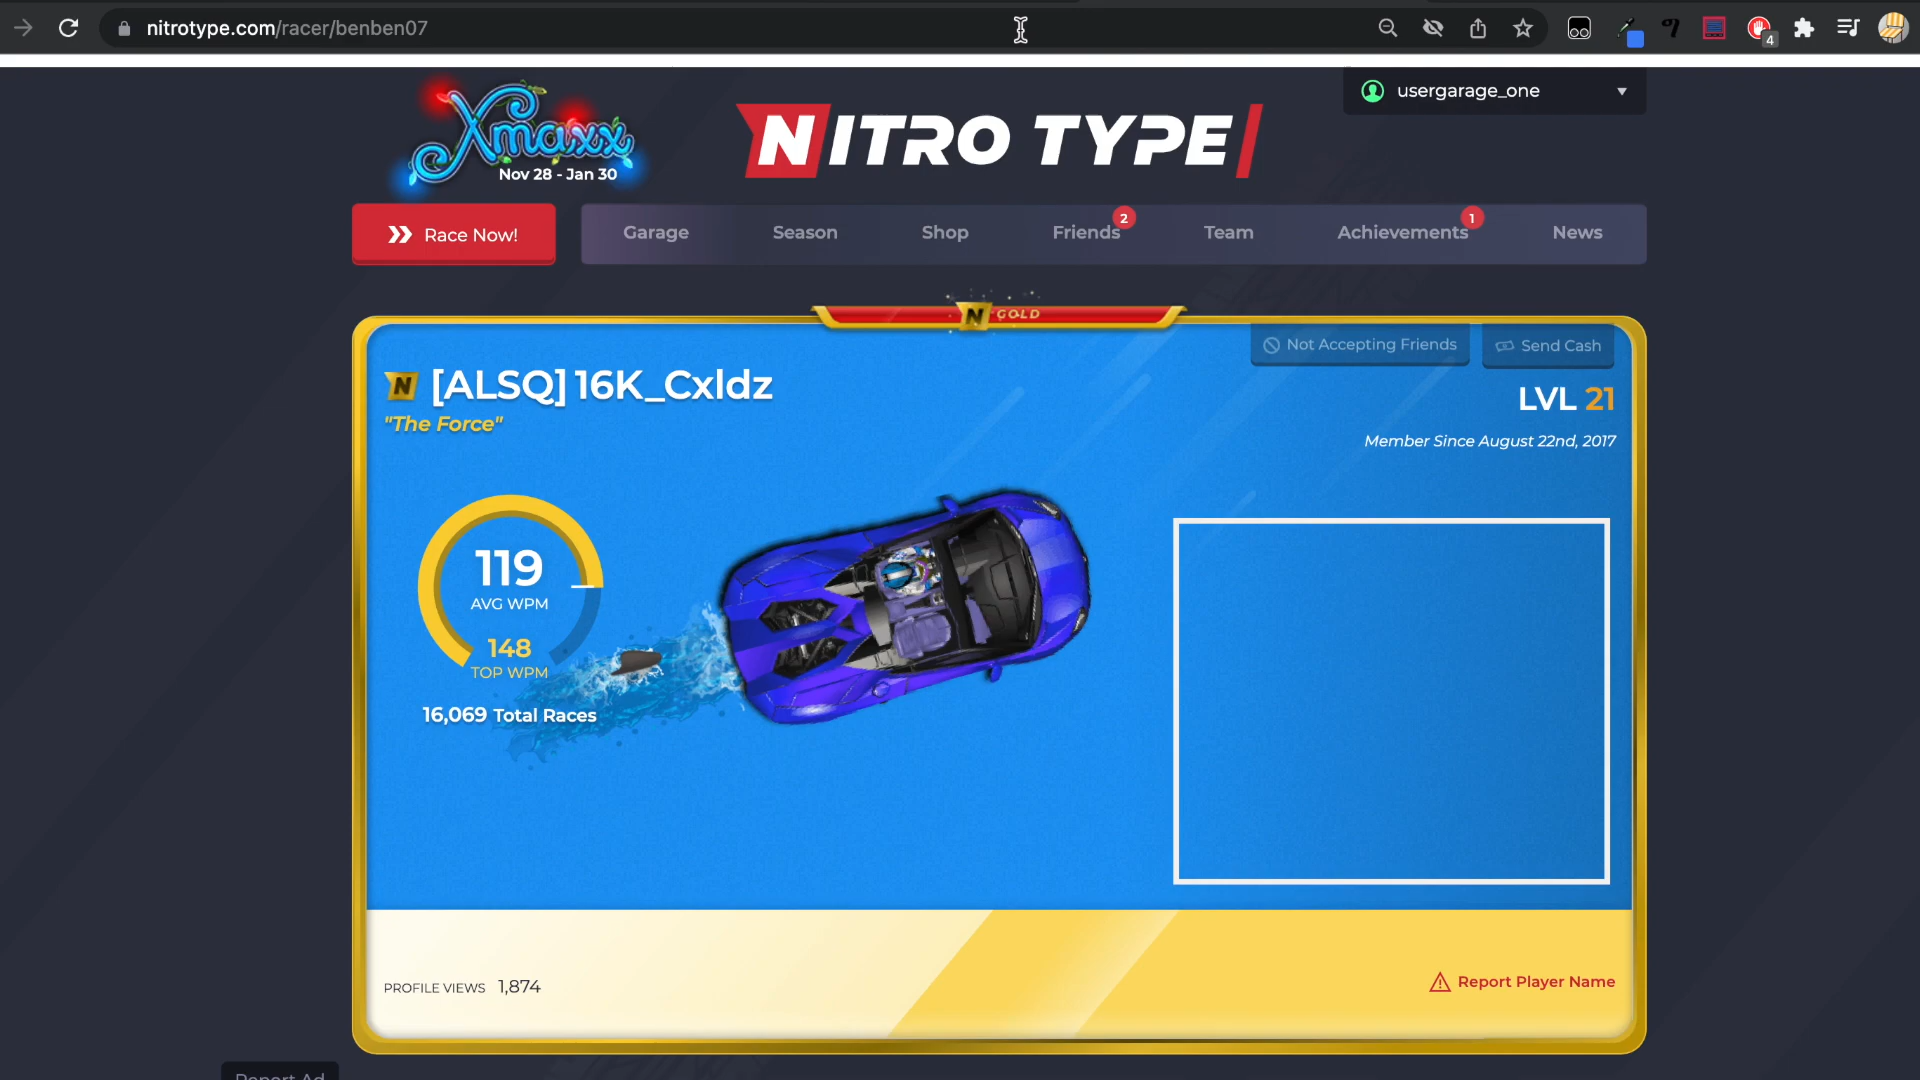 nitrotype.com/racer/benben07
4
Xmaxx
Nov 28 - Jan 30
NITRO TYPE
usergarage_one
Race Now!
Garage
Season
Shop
Friends
2
Team
Achievements
1
News
N GOLD
Not Accepting Friends
Send Cash
N [ALSQ] 16K_Cxldz
"The Force"
LVL 21
Member Since August 22nd, 2017
119
AVG WPM
148
TOP WPM
16,069 Total Races
PROFILE VIEWS 1,874
Report Player Name
Report Ad